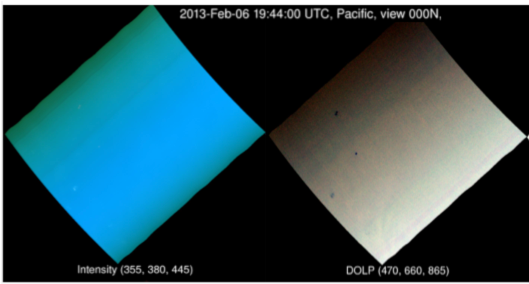 2013-Feb-06 19:44:00 UTC, Pacific, view 000N,
Intensity (355, 380, 445)
DOLP (470, 660, 865)